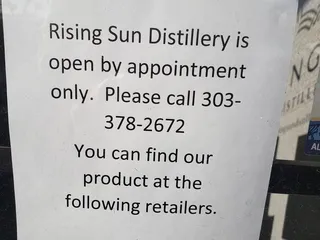 Rising Sun Distillery is
open by appointment
only. Please call 303-
378-2672
You can find our
product at the
following retailers.